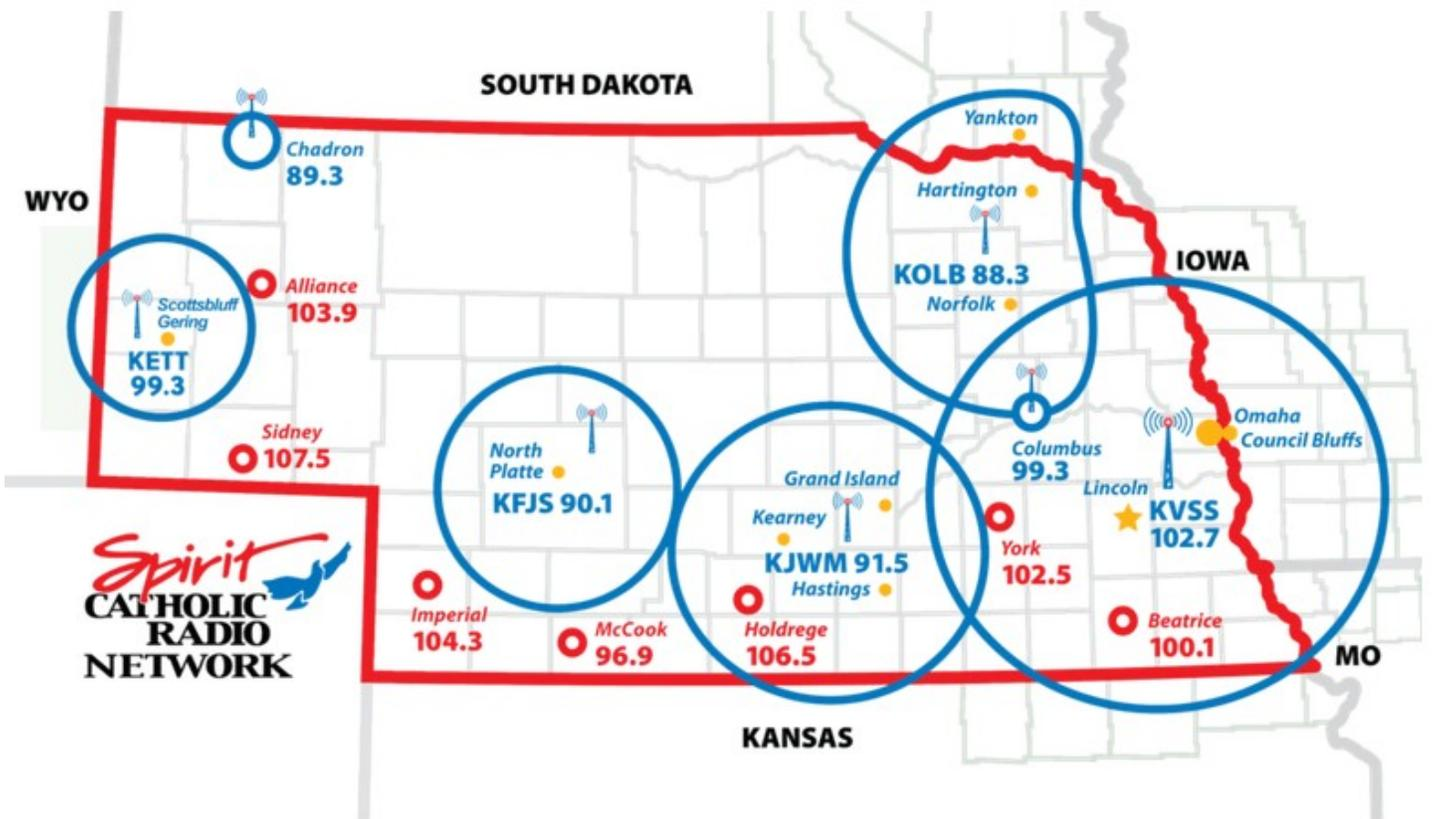 SOUTH DAKOTA
Yankton
Chadron
89.3
WYO
Hartington
IOWA
KOLB 88.3
Norfolk
Alliance
103.9
Scottsbluff
Gering
KETT
99.3
Omaha
Council Bluffs
Columbus
99.3
Sidney
107.5
North
Platte
KFJS 90.1
Grand Island
Kearney
KJWM 91.5
Hastings
Lincoln
KVSS
102.7
York
102.5
Spirit
CATHOLIC
RADIO
NETWORK
Imperial
104.3
McCook
96.9
Holdrege
106.5
Beatrice
100.1
MO
KANSAS